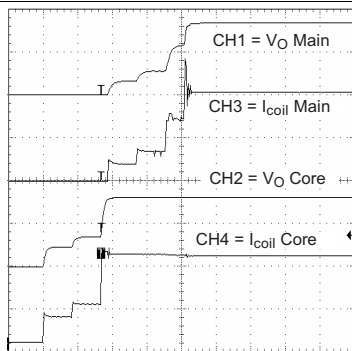 CH1 = VO Main
CH3 = Icoil Main
T
T
CH2 = VO Core
T
CH4 = Icoil Core
T